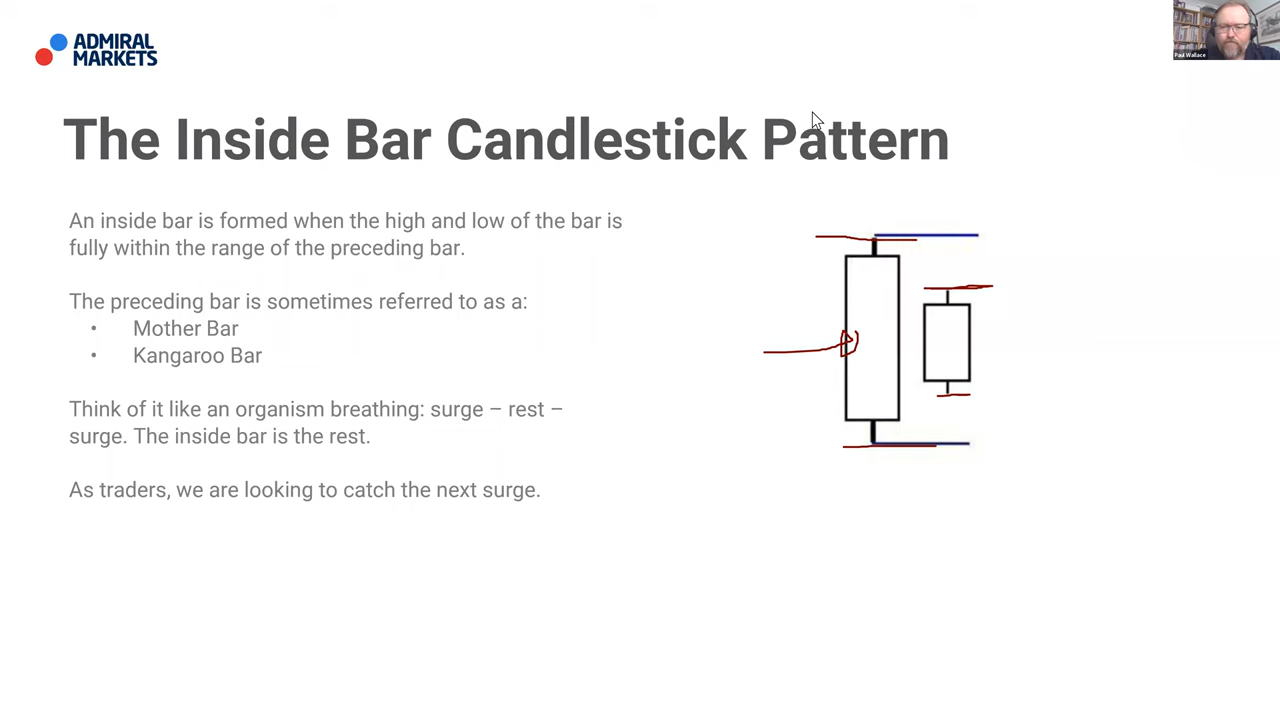 ADMIRAL
MARKETS
Paul Wallace
The Inside Bar Candlestick Pattern
An inside bar is formed when the high and low of the bar is
fully within the range of the preceding bar.
The preceding bar is sometimes referred to as a:
• Mother Bar
• Kangaroo Bar
Think of it like an organism breathing: surge – rest –
surge. The inside bar is the rest.
As traders, we are looking to catch the next surge.